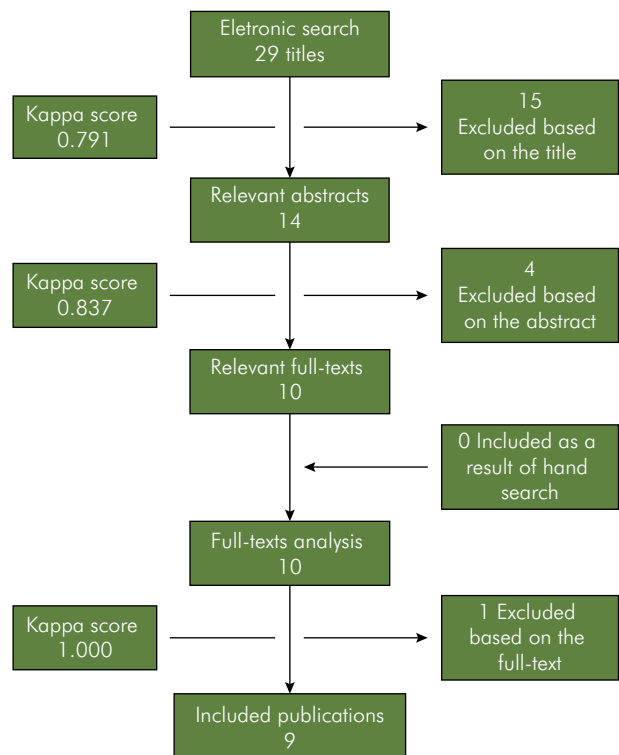 Eletronic search
29 titles
Kappa score
0.791
15
Excluded based
on the title
Relevant abstracts
14
Kappa score
0.837
4
Excluded based
on the abstract
Relevant full-texts
10
0 Included as a
result of hand
search
Full-texts analysis
10
Kappa score
1.000
1 Excluded
based on the
full-text
Included publications
9